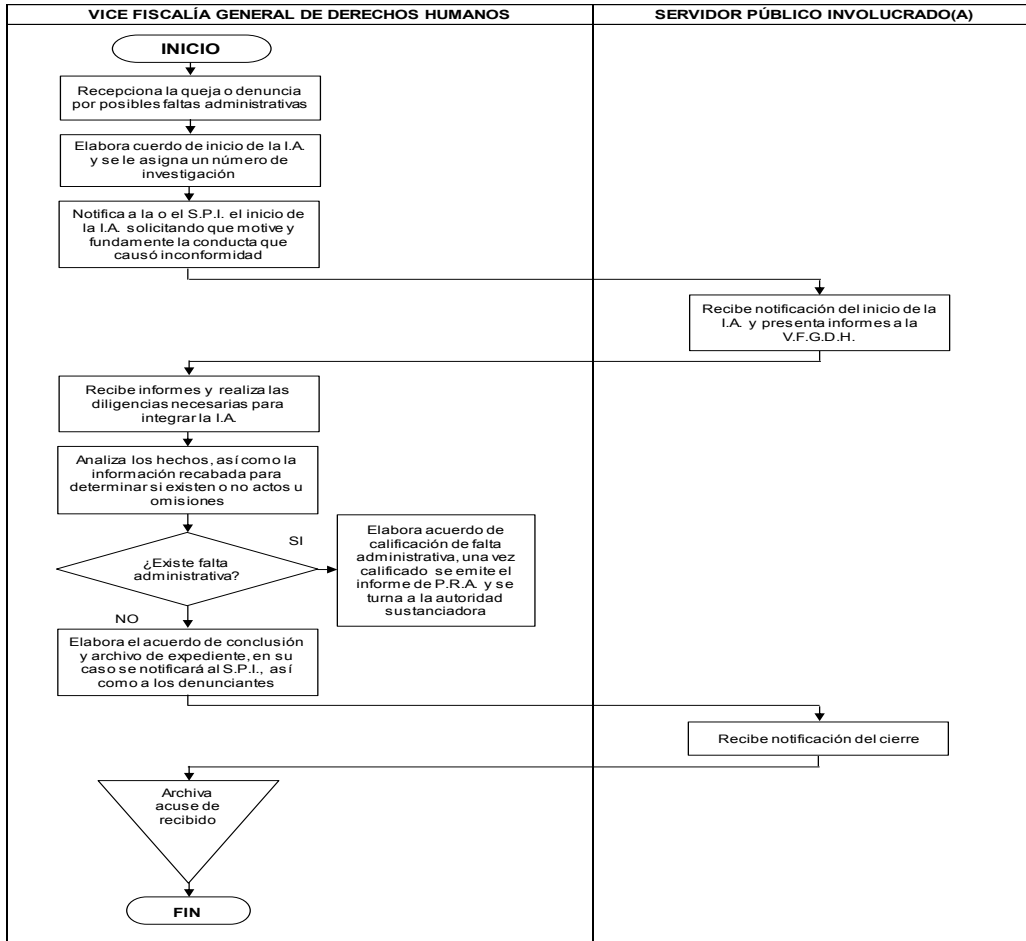 VICE FISCALÍA GENERAL DE DERECHOS HUMANOS
SERVIDOR PÚBLICO INVOLUCRADO(A)
INICIO
Recepciona la queja o denuncia
por posibles faltas administrativas
Elabora cuerdo de inicio de la I.A.
y se le asigna un número de
investigación
Notifica a la o el S.P.I. el inicio de
la I.A. solicitando que motive y
fundamente la conducta que
causó inconformidad
Recibe notificación del inicio de la
I.A. y presenta informes a la
V.F.G.D.H.
Recibe informes y realiza las
diligencias necesarias para
integrar la I.A.
Analiza los hechos, así como la
información recabada para
determinar si existen o no actos u
omisiones
¿Existe falta
administrativa?
SI
Elabora acuerdo de
calificación de falta
administrativa, una vez
calificado se emite el
informe de P.R.A. y se
turna a la autoridad
sustanciadora
NO
Elabora el acuerdo de conclusión
y archivo de expediente, en su
caso se notificará al S.P.I., así
como a los denunciantes
Recibe notificación del cierre
Archiva
acuse de
recibido
FIN